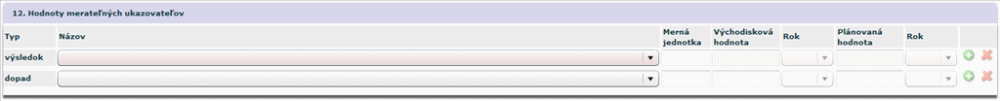 12. Hodnoty merateľných ukazovateľov
Typ Názov Merná jednotka Východisková hodnota Rok Plánovaná hodnota Rok
výsledok
dopad